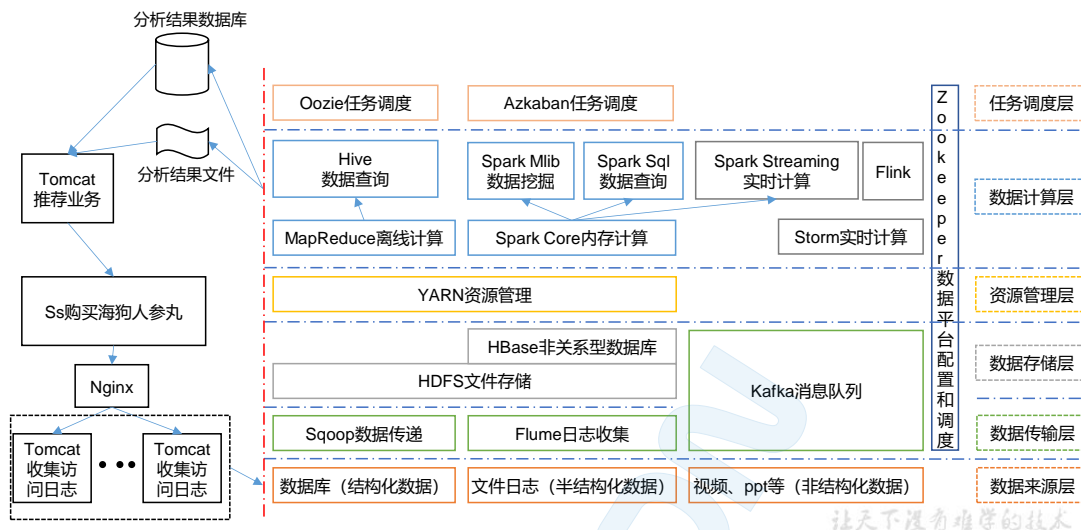 分析结果数据库
分析结果文件
Tomcat
推荐业务
Ss购买海狗人参丸
Nginx
Tomcat
收集访
问日志
•••
Tomcat
收集访
问日志
Oozie任务调度
Azkaban任务调度
任务调度层
Hive
数据查询
Spark Mlib
数据挖掘
Spark Sql
数据查询
Spark Streaming
实时计算
Flink
MapReduce离线计算
Spark Core内存计算
Storm实时计算
数据计算层
YARN资源管理
资源管理层
HBase非关系型数据库
HDFS文件存储
Kafka消息队列
数据存储层
Sqoop数据传递
Flume日志收集
数据传输层
数据库（结构化数据）
文件日志（半结构化数据）
视频、ppt等（非结构化数据）
数据来源层
Zookeeper数据平台配置和调度
让天下没有难学的技术